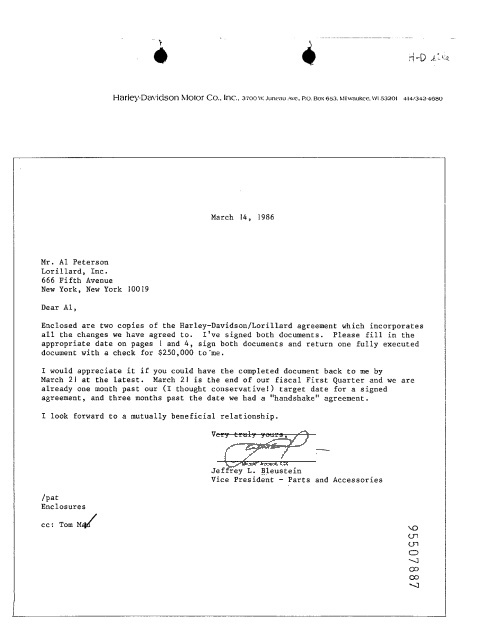 H-D file
Harley-Davidson Motor Co., Inc., 3700 W. Juneau Ave., P.O. Box 653, Milwaukee, WI 53201 414/342-4680
March 14, 1986
Mr. Al Peterson
Lorillard, Inc.
666 Fifth Avenue
New York, New York 10019
Dear Al,
Enclosed are two copies of the Harley-Davidson/Lorillard agreement which incorporates
all the changes we have agreed to. I've signed both documents. Please fill in the
appropriate date on pages 1 and 4, sign both documents and return one fully executed
document with a check for $250,000 to me.
I would appreciate it if you could have the completed document back to me by
March 21 at the latest. March 21 is the end of our fiscal First Quarter and we are
already one month past our (I thought conservative!) target date for a signed
agreement, and three months past the date we had a "handshake" agreement.
I look forward to a mutually beneficial relationship.
Very truly yours,
Jeffrey L. Bleustein
Vice President - Parts and Accessories
/pat
Enclosures
cc: Tom
95507887